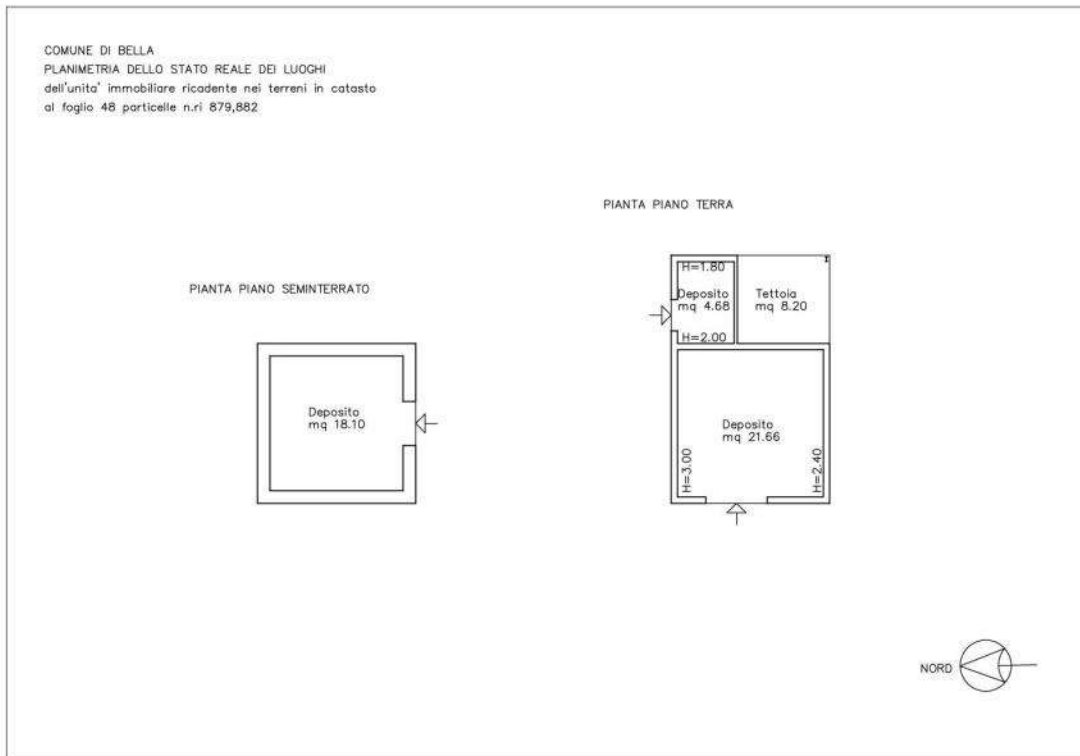 COMUNE DI BELLA
PLANIMETRIA DELLO STATO REALE DEI LUOGHI
dell'unita' immobiliare ricadente nei terreni in catasto
al foglio 48 particelle n.ri 879,882
PIANTA PIANO TERRA
H=1.80
Deposito
mq 4.68
Tettoia
mq 8.20
H=2.00
PIANTA PIANO SEMINTERRATO
Deposito
mq 18.10
Deposito
mq 21.66
H=3.00
H=2.40
NORD